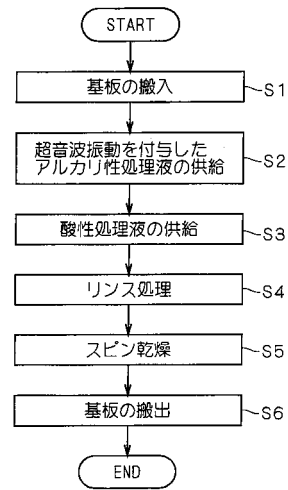 START
基板の搬入
S1
超音波振動を付与した
アルカリ性処理液の供給
S2
酸性処理液の供給
S3
リンス処理
S4
スピン乾燥
S5
基板の搬出
S6
END